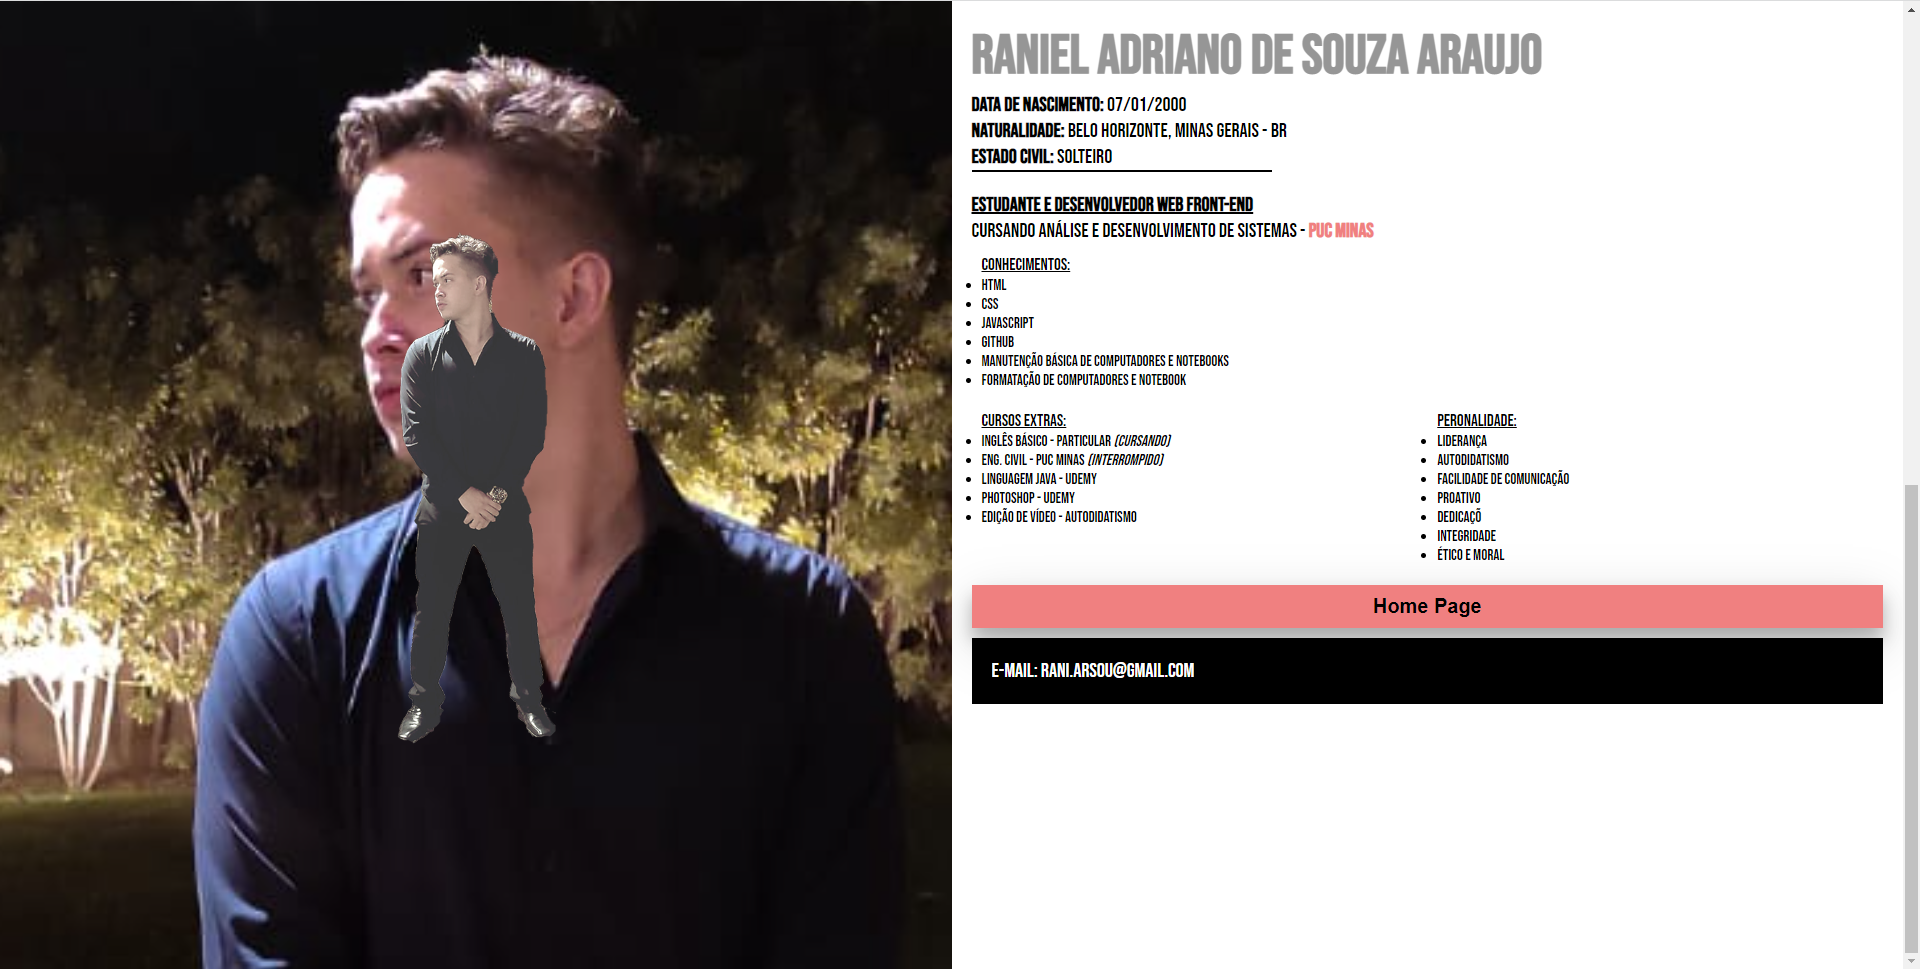 RANIEL ADRIANO DE SOUZA ARAUJO
DATA DE NASCIMENTO: 07/01/2000
NATURALIDADE: BELO HORIZONTE, MINAS GERAIS - BR
ESTADO CIVIL: SOLTEIRO
ESTUDANTE E DESENVOLVEDOR WEB FRONT-END
CURSANDO ANÁLISE E DESENVOLVIMENTO DE SISTEMAS - PUC MINAS
CONHECIMENTOS:
HTML
CSS
JAVASCRIPT
GITHUB
MANUTENÇÃO BÁSICA DE COMPUTADORES E NOTEBOOKS
FORMATAÇÃO DE COMPUTADORES E NOTEBOOK
CURSOS EXTRAS:
INGLÊS BÁSICO - PARTICULAR (CURSANDO)
ENG. CIVIL - PUC MINAS (INTERROMPIDO)
LINGUAGEM JAVA - UDEMY
PHOTOSHOP - UDEMY
EDIÇÃO DE VÍDEO - AUTODIDATISMO
PERONALIDADE:
LIDERANÇA
AUTODIDATISMO
FACILIDADE DE COMUNICAÇÃO
PROATIVO
DEDICAÇÕ
INTEGRIDADE
ÉTICO E MORAL
Home Page
E-MAIL: RANI.ARSOU@GMAIL.COM